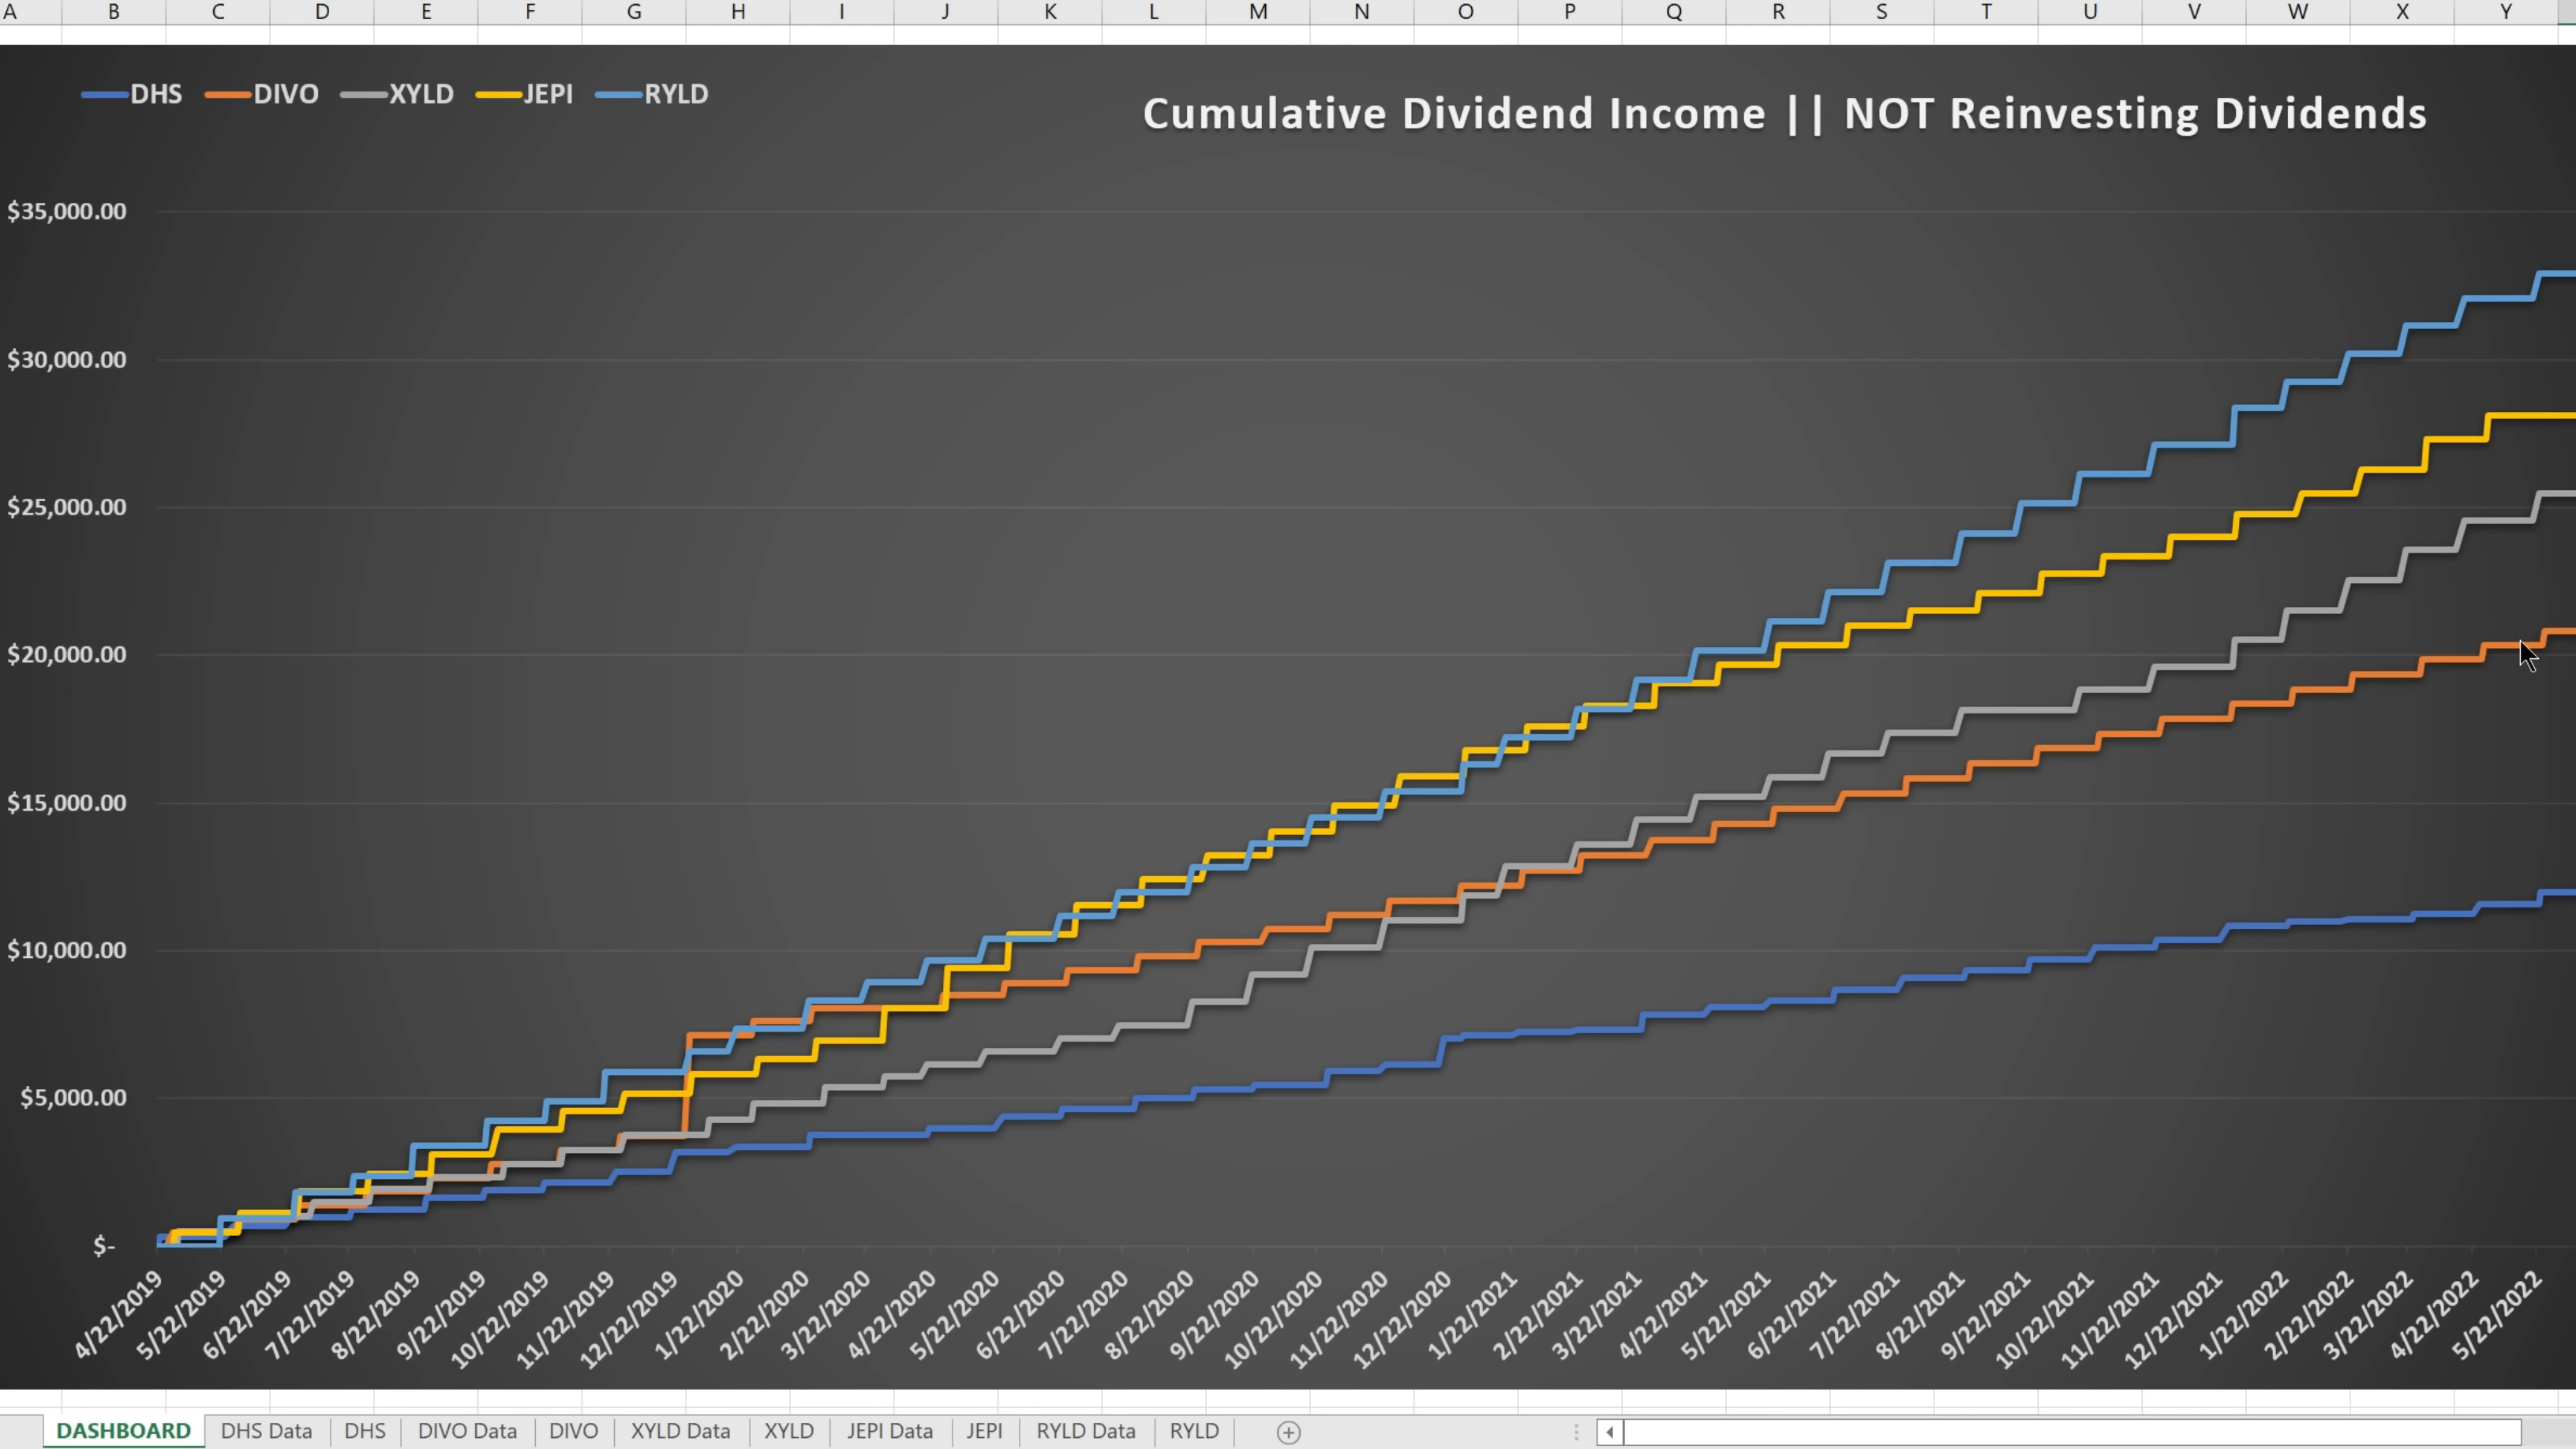 A B C D E F G H I J K L M N O P Q R S T U V W X Y
DHS DIVO XYLD JEPI RYLD
Cumulative Dividend Income || NOT Reinvesting Dividends
$35,000.00
$30,000.00
$25,000.00
$20,000.00
$15,000.00
$10,000.00
$5,000.00
$-
4/22/2019 5/22/2019 6/22/2019 7/22/2019 8/22/2019 9/22/2019 10/22/2019 11/22/2019 12/22/2019 1/22/2020 2/22/2020 3/22/2020 4/22/2020 5/22/2020 6/22/2020 7/22/2020 8/22/2020 9/22/2020 10/22/2020 11/22/2020 12/22/2020 1/22/2021 2/22/2021 3/22/2021 4/22/2021 5/22/2021 6/22/2021 7/22/2021 8/22/2021 9/22/2021 10/22/2021 11/22/2021 12/22/2021 1/22/2022 2/22/2022 3/22/2022 4/22/2022 5/22/2022
DASHBOARD DHS Data DHS DIVO Data DIVO XYLD Data XYLD JEPI Data JEPI RYLD Data RYLD